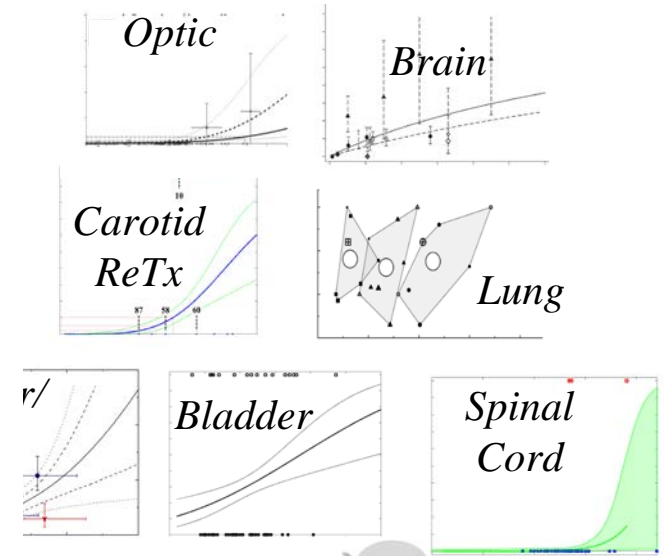 Optic
Brain
Carotid
ReTx
10
87 58 60
Lung
r/
Bladder
Spinal
Cord